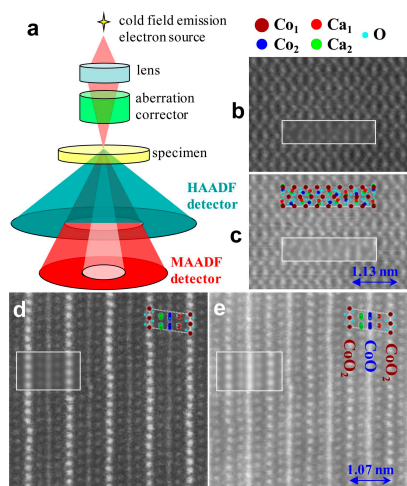 a
cold field emission
electron source
lens
aberration
corrector
specimen
HAADF
detector
MAADF
detector
Co₁ Ca₁ O
Co₂ Ca₂
b
c
1.13 nm
d
e
CoO₂
CoO
CoO₂
1.07 nm